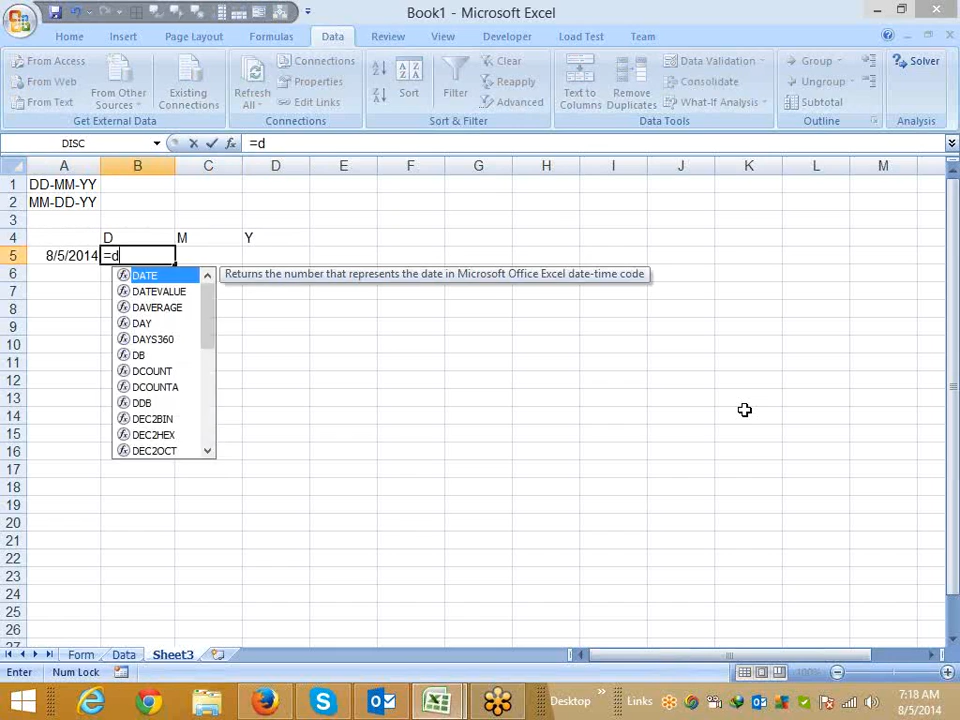 Book1 - Microsoft Excel
Home Insert Page Layout Formulas Data Review View Developer Load Test Team
From Access
From Web
From Text
From Other Sources
Existing Connections
Get External Data
Refresh All
Connections
Properties
Edit Links
Connections
Sort
Filter
Clear
Reapply
Advanced
Sort & Filter
Text to Columns
Remove Duplicates
Data Validation
Consolidate
What-If Analysis
Data Tools
Group
Ungroup
Subtotal
Outline
Solver
Analysis
DISC =d
A B C D E F G H I J K L M
1 DD-MM-YY
2 MM-DD-YY
3
4 D M Y
5 8/5/2014 =d
6 DATE Returns the number that represents the date in Microsoft Office Excel date-time code
7 DATEVALUE
8 DAVERAGE
9 DAY
10 DAYS360
11 DB
12 DCOUNT
13 DCOUNTA
14 DDB
15 DEC2BIN
DEC2HEX
16 DEC2OCT
17
18
19
20
21
22
23
24
25
26
27
Form Data Sheet3
Enter Num Lock 100%
Desktop Links 7:18 AM
8/5/2014